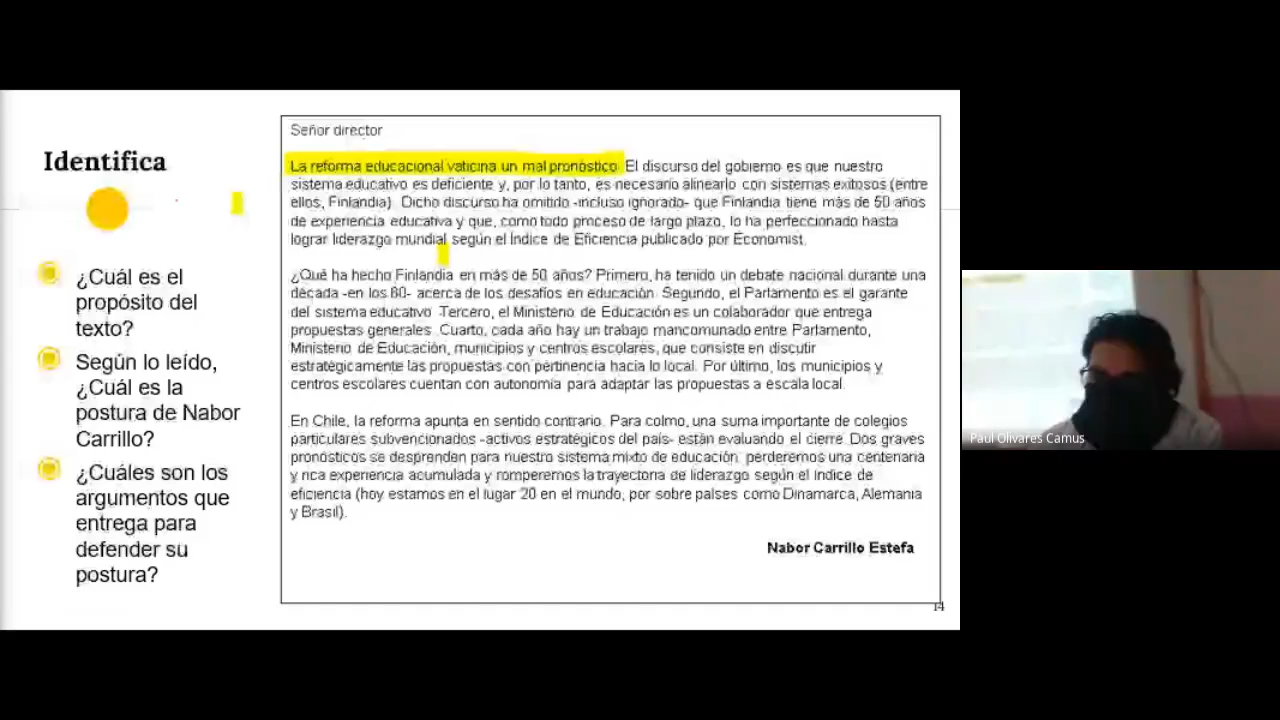 Identifica
¿Cuál es el
propósito del
texto?
Según lo leído,
¿Cuál es la
postura de Nabor
Carrillo?
¿Cuáles son los
argumentos que
entrega para
defender su
postura?
Señor director
La reforma educacional vaticina un mal pronóstico. El discurso del gobierno es que nuestro
sistema educativo es deficiente y, por lo tanto, es necesario alinearlo con sistemas exitosos (entre
ellos, Finlandia). Dicho discurso ha omitido -incluso ignorado- que Finlandia tiene más de 50 años
de experiencia educativa y que, como todo proceso de largo plazo, lo ha perfeccionado hasta
lograr liderazgo mundial según el Índice de Eficiencia publicado por Economist.
¿Qué ha hecho Finlandia en más de 50 años? Primero, ha tenido un debate nacional durante una
década -en los 60- acerca de los desafíos en educación. Segundo, el Parlamento es el garante
del sistema educativo. Tercero, el Ministerio de Educación es un colaborador que entrega
propuestas generales. Cuarto, cada año hay un trabajo mancomunado entre Parlamento,
Ministerio de Educación, municipios y centros escolares, que consiste en discutir
estratégicamente las propuestas con pertinencia hacia lo local. Por último, los municipios y
centros escolares cuentan con autonomía para adaptar las propuestas a escala local.
En Chile, la reforma apunta en sentido contrario. Para colmo, una suma importante de colegios
particulares subvencionados -activos estratégicos del país- están evaluando el cierre. Dos graves
pronósticos se desprenden para nuestro sistema mixto de educación: perderemos una centenaria
y rica experiencia acumulada y romperemos la trayectoria de liderazgo según el índice de
eficiencia (hoy estamos en el lugar 20 en el mundo, por sobre países como Dinamarca, Alemania
y Brasil).
Nabor Carrillo Estefa
14
Paul Olivares Camus